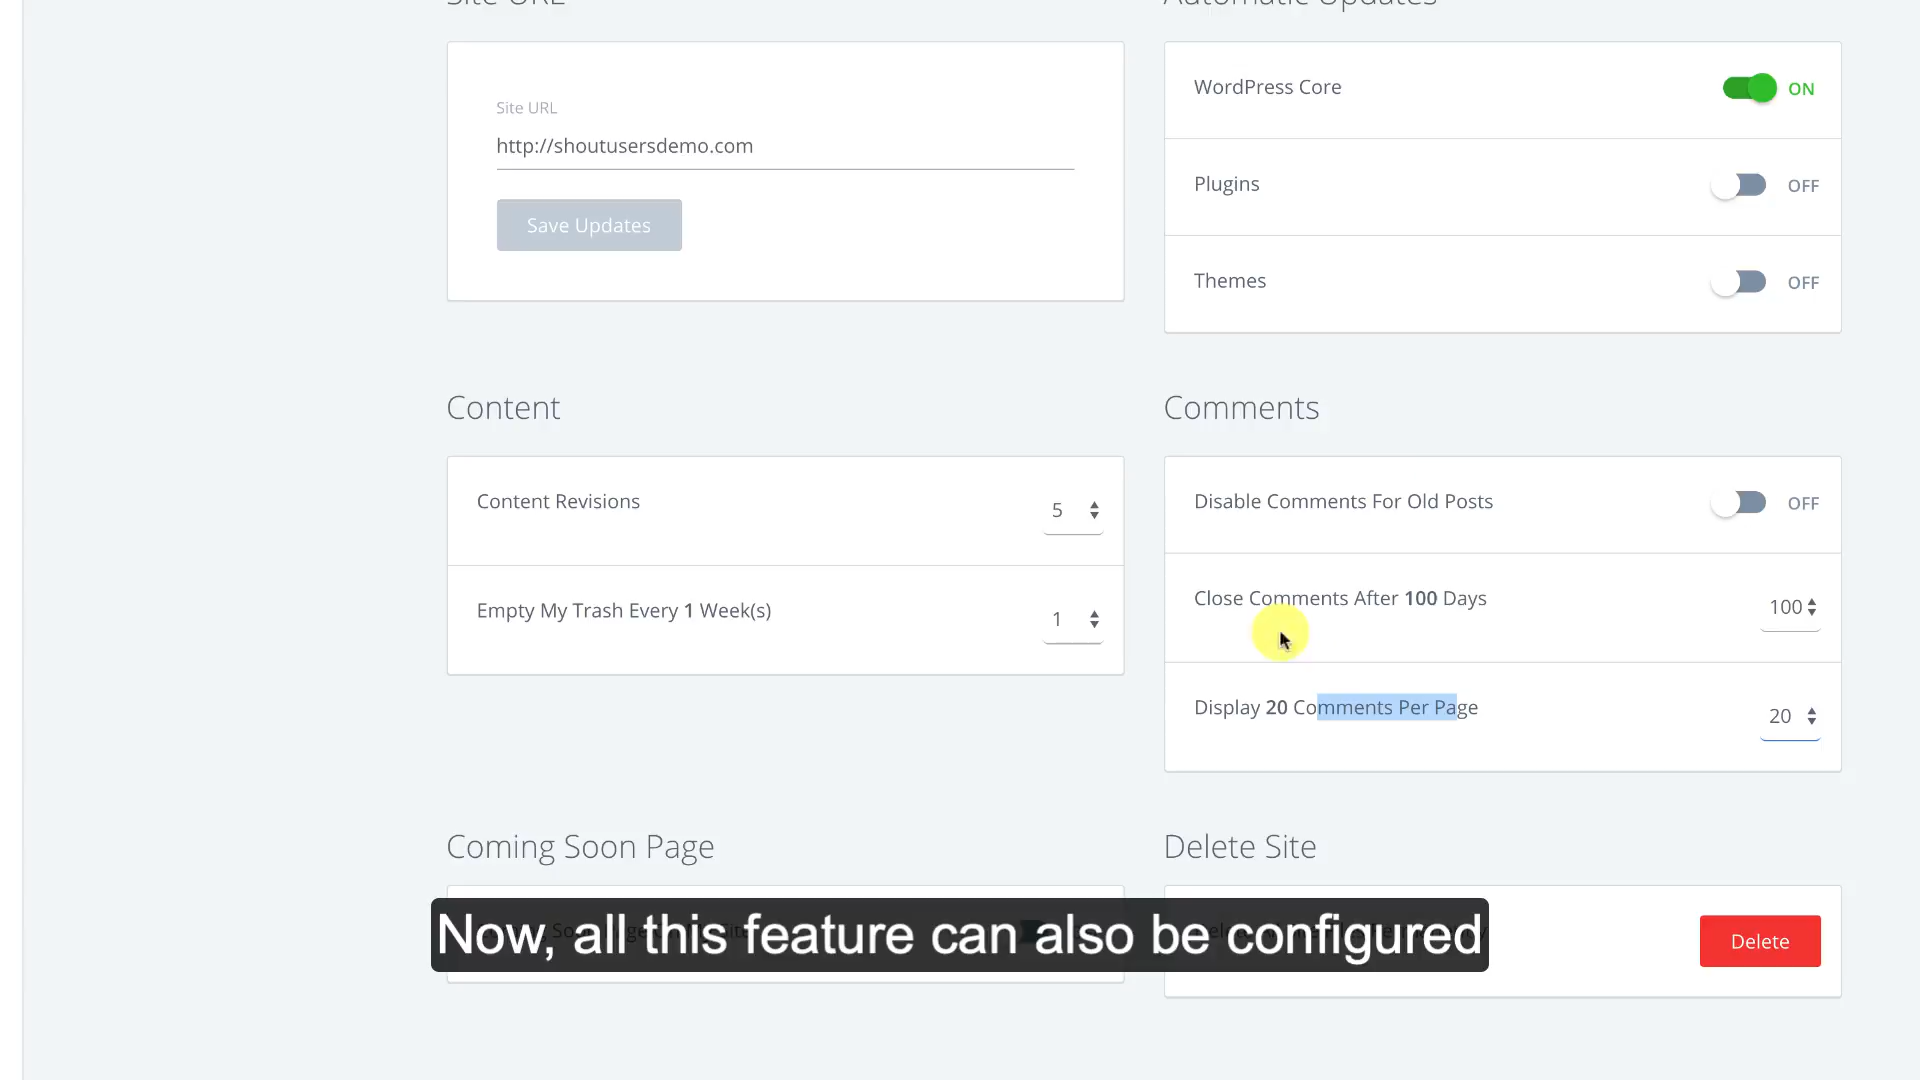 Site URL
Automatic Updates
Site URL
http://shoutusersdemo.com
Save Updates
WordPress Core
ON
Plugins
OFF
Themes
OFF
Content
Content Revisions
5
Empty My Trash Every 1 Week(s)
1
Comments
Disable Comments For Old Posts
OFF
Close Comments After 100 Days
100
Display 20 Comments Per Page
20
Coming Soon Page
Delete Site
Delete
Now, all this feature can also be configured